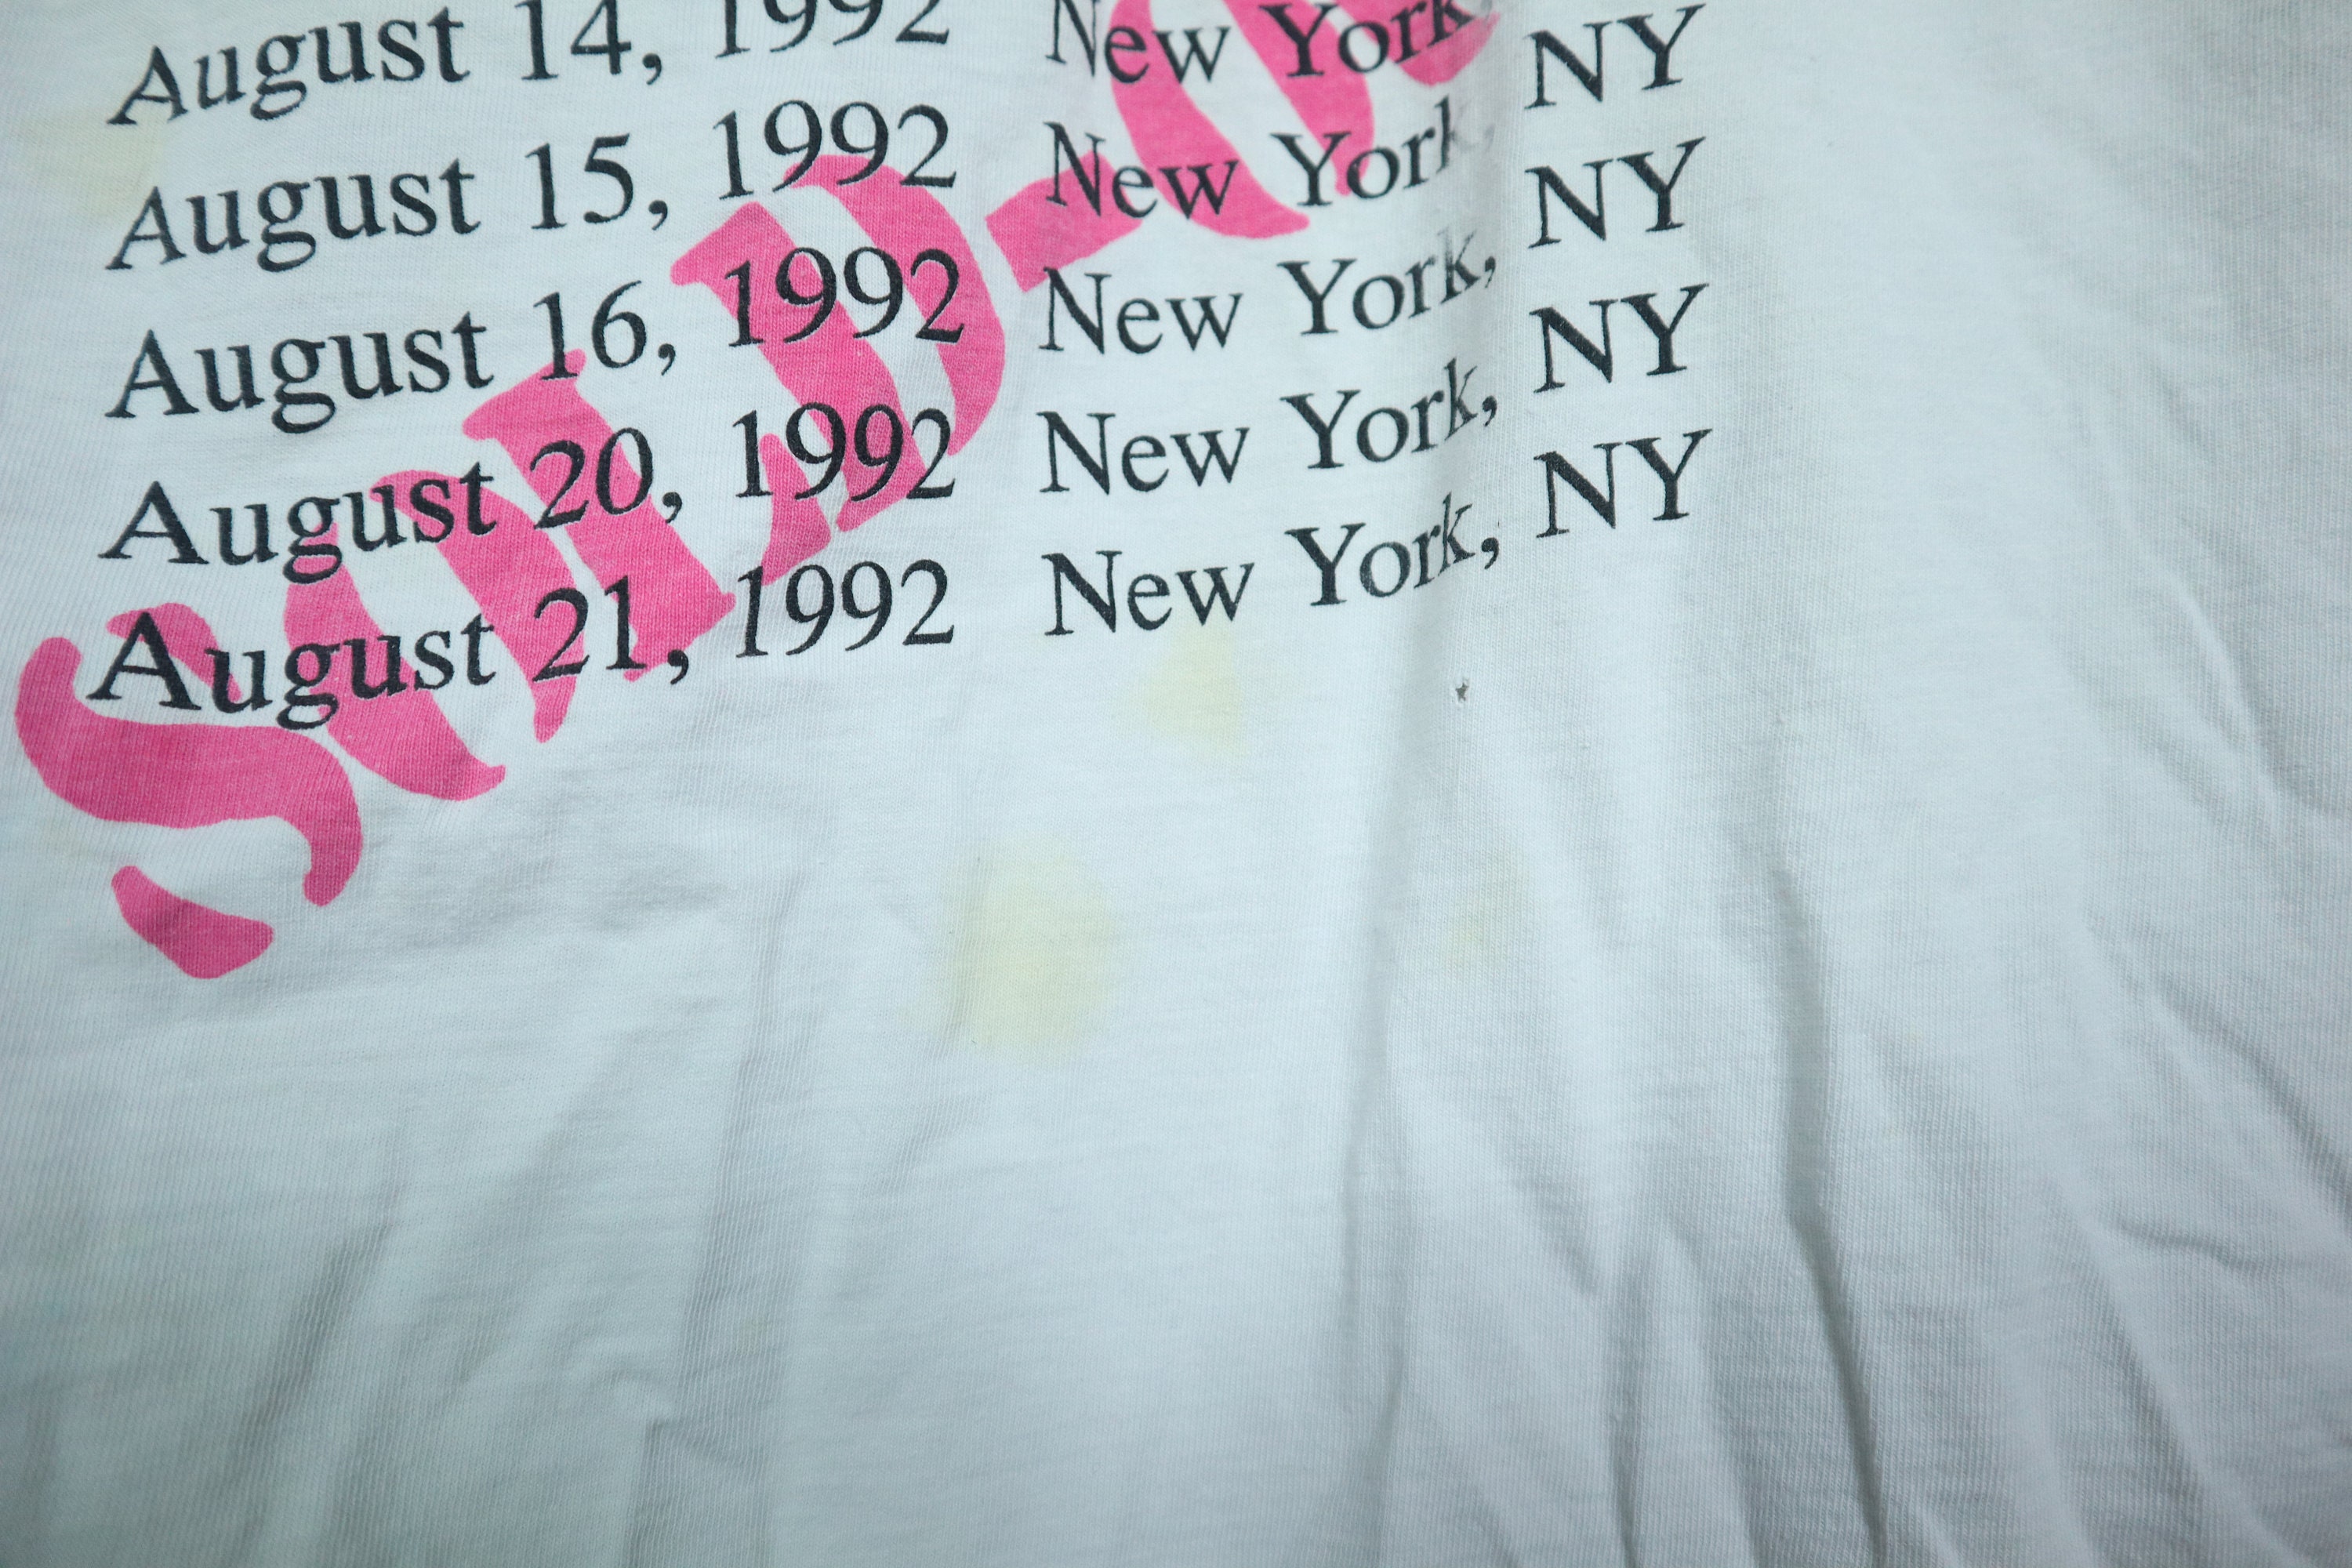 August 14, 1992 New York, NY
August 15, 1992 New York, NY
August 16, 1992 New York, NY
August 20, 1992 New York, NY
August 21, 1992 New York, NY
SOLD-O